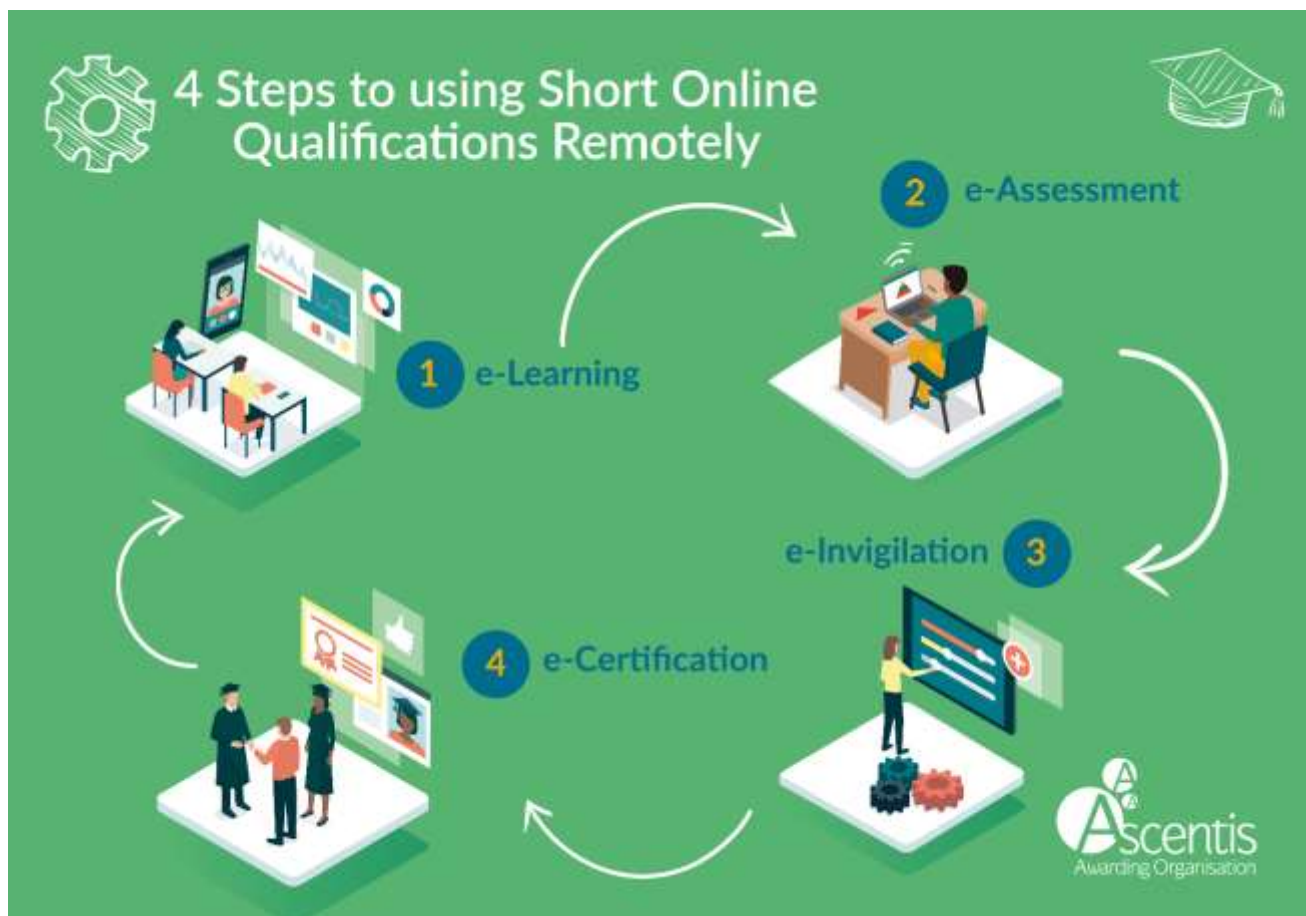 4 Steps to using Short Online
Qualifications Remotely
1 e-Learning
2 e-Assessment
e-Invigilation 3
4 e-Certification
A
A
Ascentis
Awarding Organisation